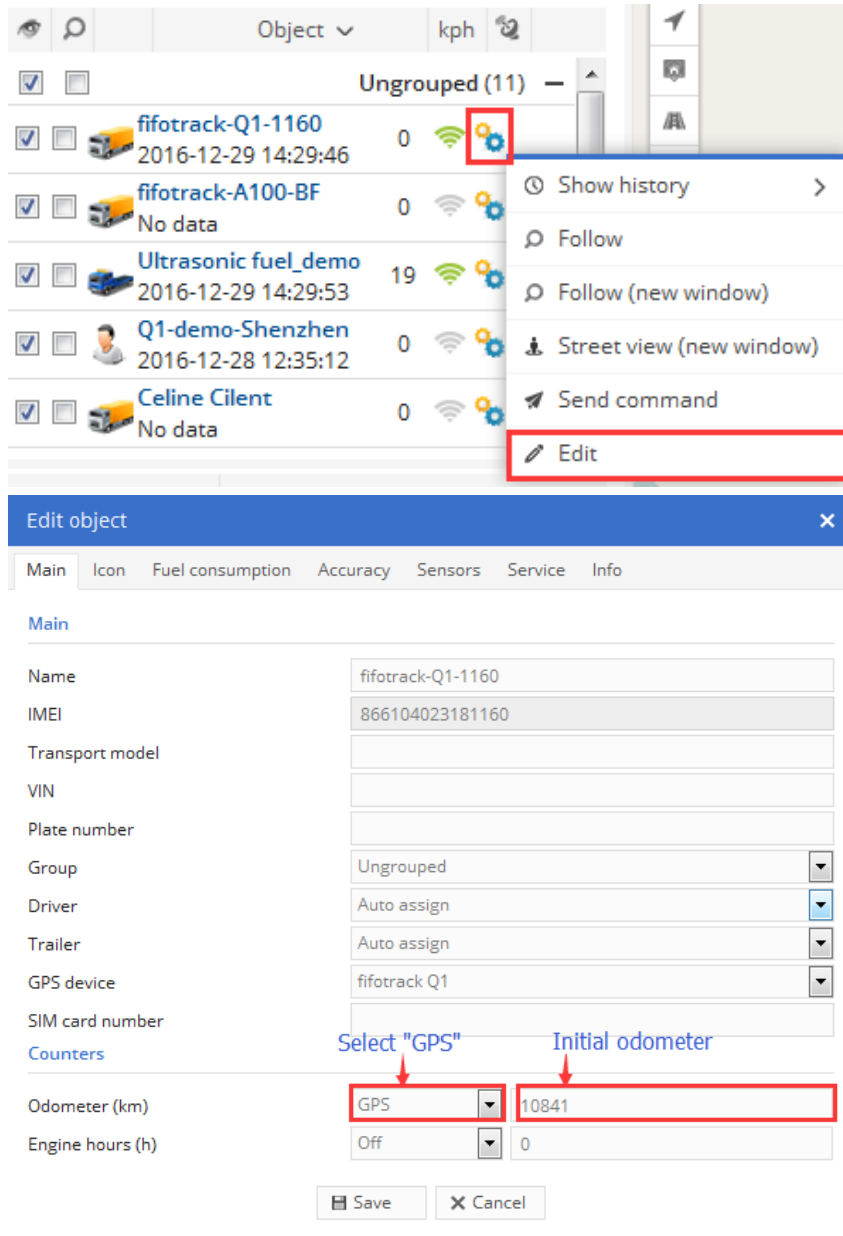 Object kph
Ungrouped (11)
fifotrack-Q1-1160 0
2016-12-29 14:29:46
fifotrack-A100-BF 0
No data
Ultrasonic fuel_demo 19
2016-12-29 14:29:53
Q1-demo-Shenzhen 0
2016-12-28 12:35:12
Celine Cilent 0
No data
Show history
Follow
Follow (new window)
Street view (new window)
Send command
Edit
Edit object
Main Icon Fuel consumption Accuracy Sensors Service Info
Main
Name fifotrack-Q1-1160
IMEI 866104023181160
Transport model
VIN
Plate number
Group Ungrouped
Driver Auto assign
Trailer Auto assign
GPS device fifotrack Q1
SIM card number
Select "GPS" Initial odometer
Counters
Odometer (km) GPS 10841
Engine hours (h) Off 0
Save Cancel